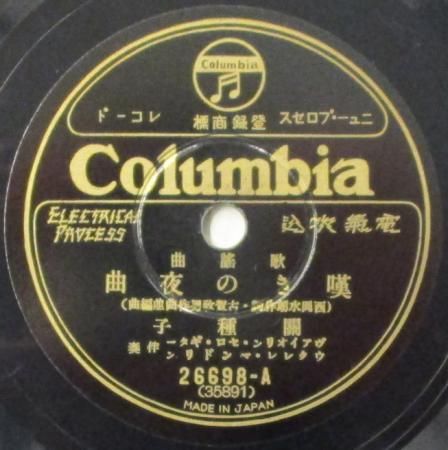 Columbia
ニュー・プロセス 登錄商標 レコード
Columbia
ELECTRICAL PROCESS
電氣吹込
歌謠曲
嘆きの夜曲
(西岡水朗作詞・古賀政男作曲並編曲)
關種子
ヴァイオリン・セロ・ギター
ウクレレ・マンドリン
伴奏
26698-A
(35891)
MADE IN JAPAN